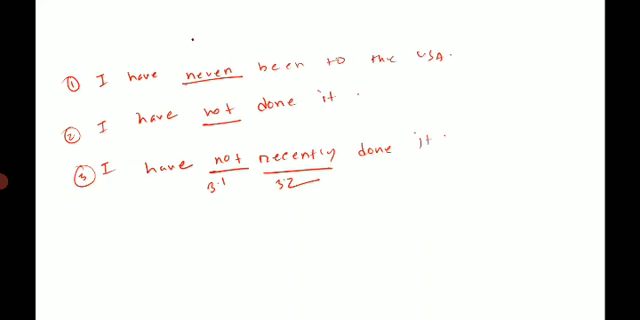 ① I have never been to the USA.
② I have not done it.
③ I have not recently done it.
3.1 3.2